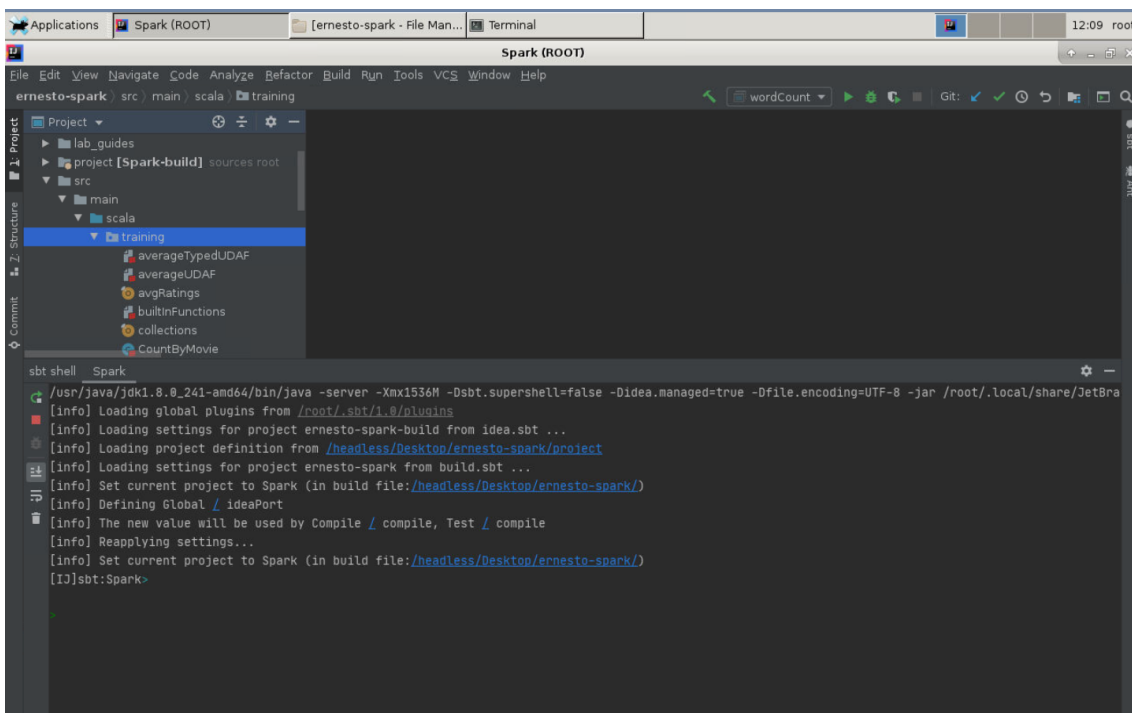 Applications Spark (ROOT) [ernesto-spark - File Man... Terminal 12:09 root
Spark (ROOT)
File Edit View Navigate Code Analyze Refactor Build Run Tools VCS Window Help
ernesto-spark src main scala training wordCount Git:
1: Project
Z: Structure
Commit
sbt
Ant
Project
lab_guides
project [Spark-build] sources root
src
main
scala
training
averageTypedUDAF
averageUDAF
avgRatings
builtInFunctions
collections
CountByMovie
sbt shell Spark
/usr/java/jdk1.8.0_241-amd64/bin/java -server -Xmx1536M -Dsbt.supershell=false -Didea.managed=true -Dfile.encoding=UTF-8 -jar /root/.local/share/JetBra
[info] Loading global plugins from /root/.sbt/1.0/plugins
[info] Loading settings for project ernesto-spark-build from idea.sbt ...
[info] Loading project definition from /headless/Desktop/ernesto-spark/project
[info] Loading settings for project ernesto-spark from build.sbt ...
[info] Set current project to Spark (in build file:/headless/Desktop/ernesto-spark/)
[info] Defining Global / ideaPort
[info] The new value will be used by Compile / compile, Test / compile
[info] Reapplying settings...
[info] Set current project to Spark (in build file:/headless/Desktop/ernesto-spark/)
[IJ]sbt:Spark>
>